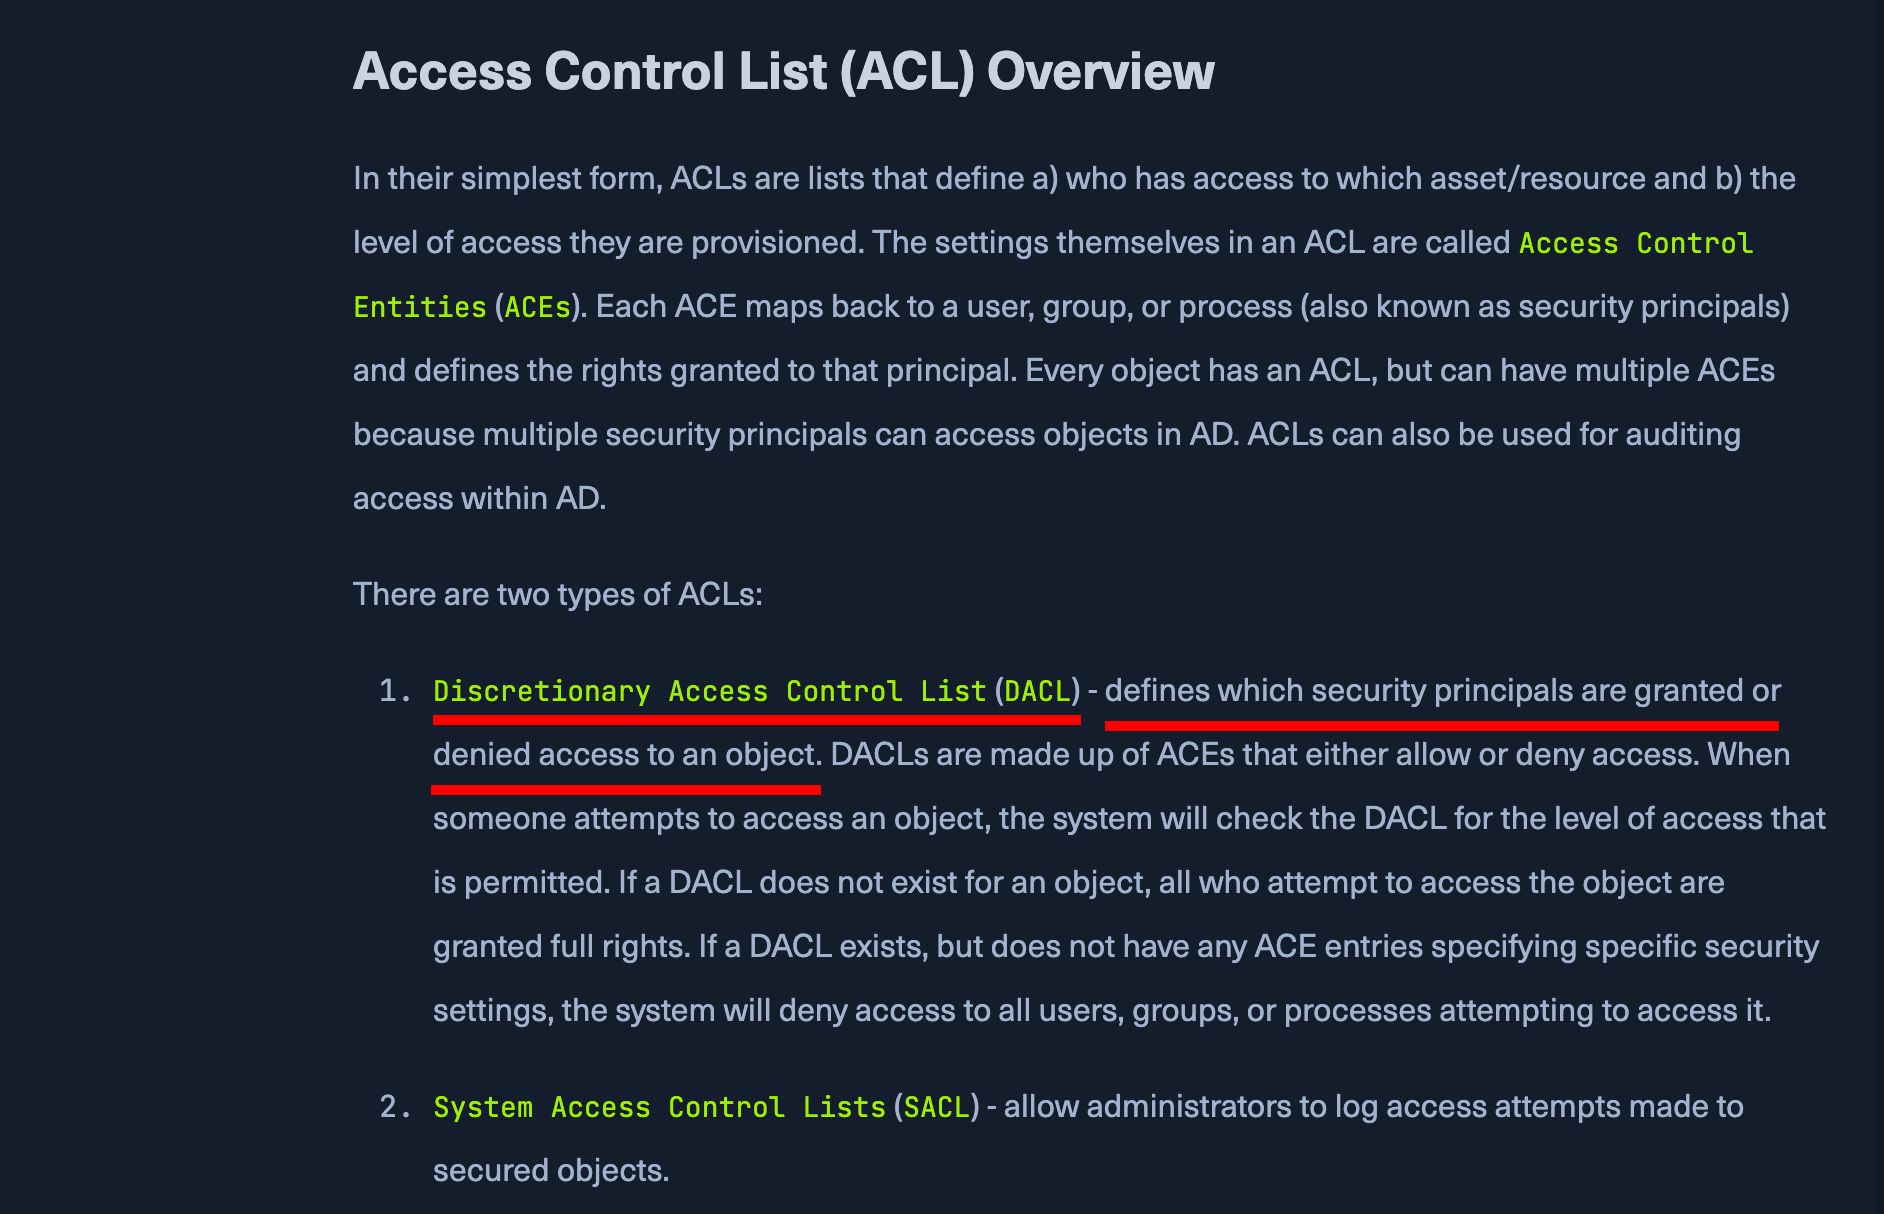 Access Control List (ACL) Overview
In their simplest form, ACLs are lists that define a) who has access to which asset/resource and b) the
level of access they are provisioned. The settings themselves in an ACL are called Access Control
Entities (ACEs). Each ACE maps back to a user, group, or process (also known as security principals)
and defines the rights granted to that principal. Every object has an ACL, but can have multiple ACEs
because multiple security principals can access objects in AD. ACLs can also be used for auditing
access within AD.
There are two types of ACLs:
1. Discretionary Access Control List (DACL) - defines which security principals are granted or
denied access to an object. DACLs are made up of ACEs that either allow or deny access. When
someone attempts to access an object, the system will check the DACL for the level of access that
is permitted. If a DACL does not exist for an object, all who attempt to access the object are
granted full rights. If a DACL exists, but does not have any ACE entries specifying specific security
settings, the system will deny access to all users, groups, or processes attempting to access it.
2. System Access Control Lists (SACL) - allow administrators to log access attempts made to
secured objects.